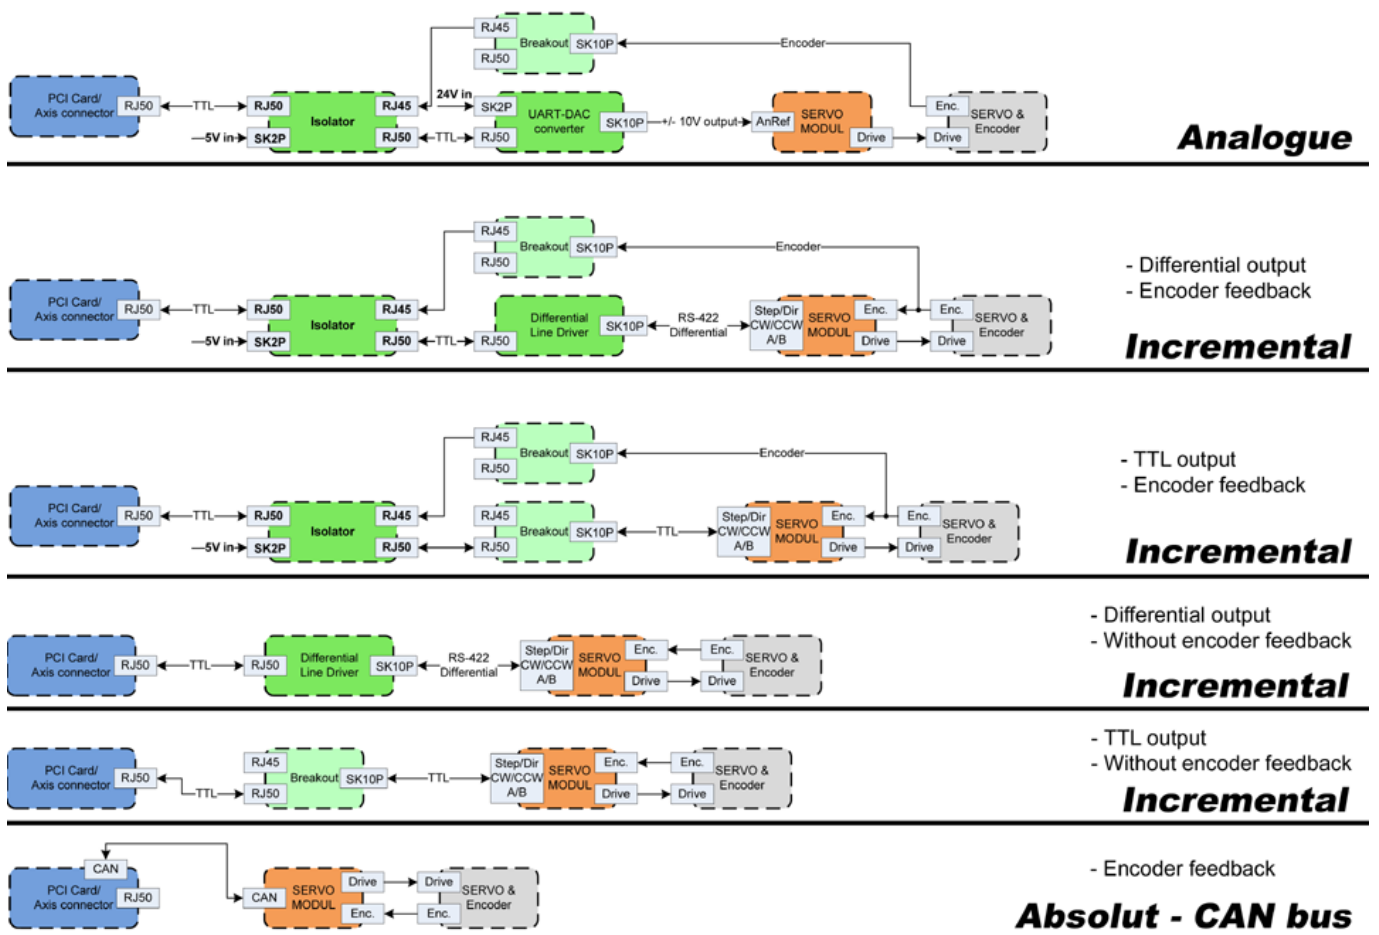 RJ45
Breakout
SK10P
Encoder
RJ50
PCI Card/
Axis connector
RJ50
TTL
RJ50
RJ45
Isolator
5V in
SK2P
RJ50
TTL
24V in
SK2P
UART-DAC
converter
RJ50
SK10P
+/- 10V output
AnRef
SERVO
MODUL
Drive
Enc.
SERVO &
Encoder
Drive
Analogue
RJ45
Breakout
SK10P
Encoder
RJ50
- Differential output
- Encoder feedback
PCI Card/
Axis connector
RJ50
TTL
RJ50
RJ45
Isolator
5V in
SK2P
RJ50
TTL
RJ50
Differential
Line Driver
SK10P
RS-422
Differential
Step/Dir
CW/CCW
A/B
SERVO
MODUL
Enc.
Drive
Enc.
SERVO &
Encoder
Drive
Incremental
RJ45
Breakout
SK10P
Encoder
RJ50
- TTL output
- Encoder feedback
PCI Card/
Axis connector
RJ50
TTL
RJ50
RJ45
Isolator
5V in
SK2P
RJ50
RJ45
Breakout
RJ50
SK10P
TTL
Step/Dir
CW/CCW
A/B
SERVO
MODUL
Enc.
Drive
Enc.
SERVO &
Encoder
Drive
Incremental
- Differential output
- Without encoder feedback
PCI Card/
Axis connector
RJ50
TTL
RJ50
Differential
Line Driver
SK10P
RS-422
Differential
Step/Dir
CW/CCW
A/B
SERVO
MODUL
Enc.
Drive
Enc.
SERVO &
Encoder
Drive
Incremental
- TTL output
- Without encoder feedback
PCI Card/
Axis connector
RJ50
TTL
RJ45
Breakout
RJ50
SK10P
TTL
Step/Dir
CW/CCW
A/B
SERVO
MODUL
Enc.
Drive
Enc.
SERVO &
Encoder
Drive
Incremental
CAN
PCI Card/
Axis connector
RJ50
CAN
SERVO
MODUL
Drive
Enc.
Drive
SERVO &
Encoder
Enc.
- Encoder feedback
Absolut - CAN bus